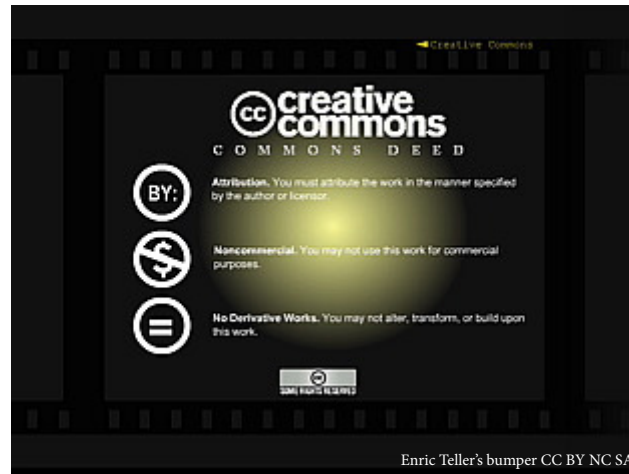 Creative Commons
cc creative
commons
COMMONS DEED
BY:
Attribution. You must attribute the work in the manner specified
by the author or licensor.
$
Noncommercial. You may not use this work for commercial
purposes.
=
No Derivative Works. You may not alter, transform, or build upon
this work.
cc
SOME RIGHTS RESERVED
Enric Teller's bumper CC BY NC SA